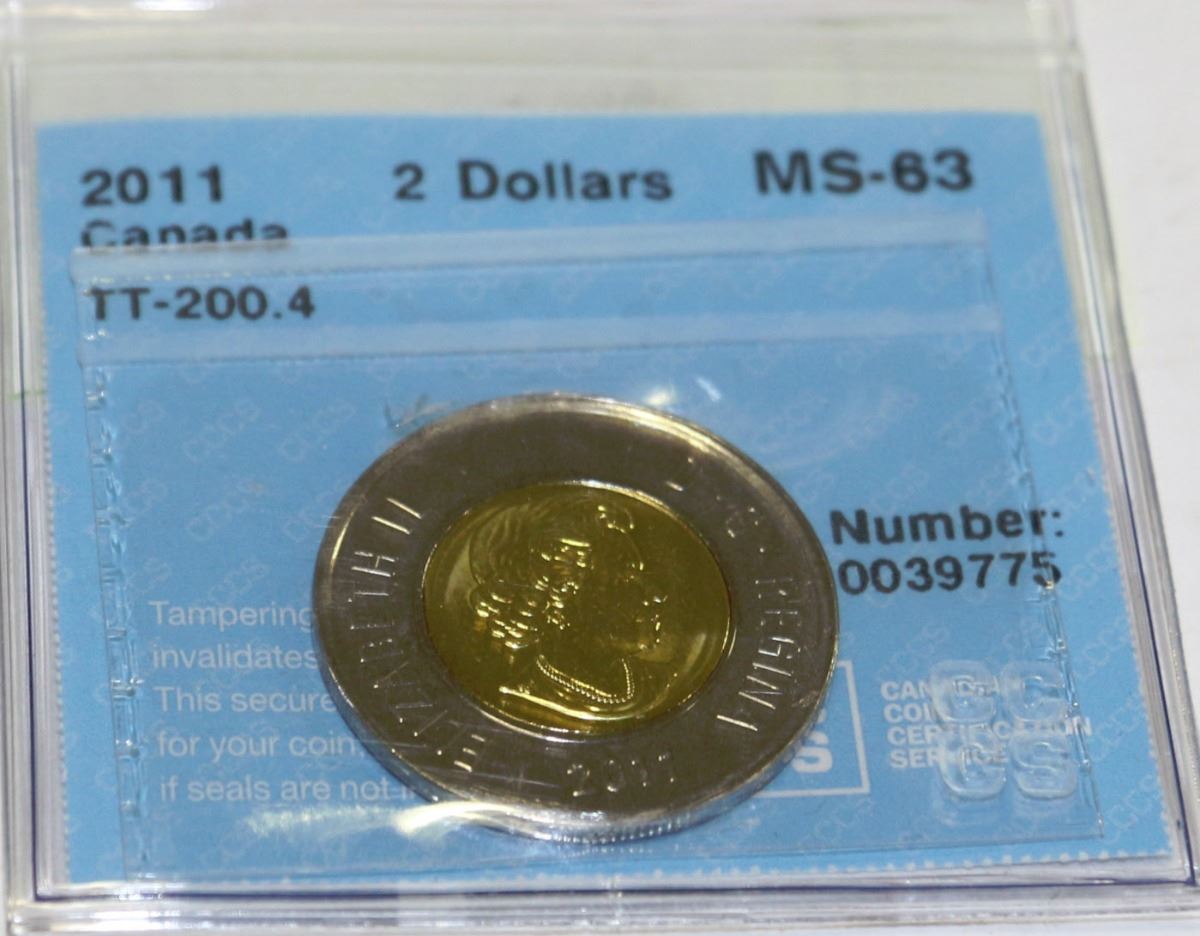 2011 2 Dollars MS-63
Canada
TT-200.4
Number:
0039775
Tampering
invalidates
This secure
for your coin.
if seals are not
CANADIAN
COIN
CERTIFICATION
SERVICE
CCCS
ELIZABETH II D·G· REGINA
2011